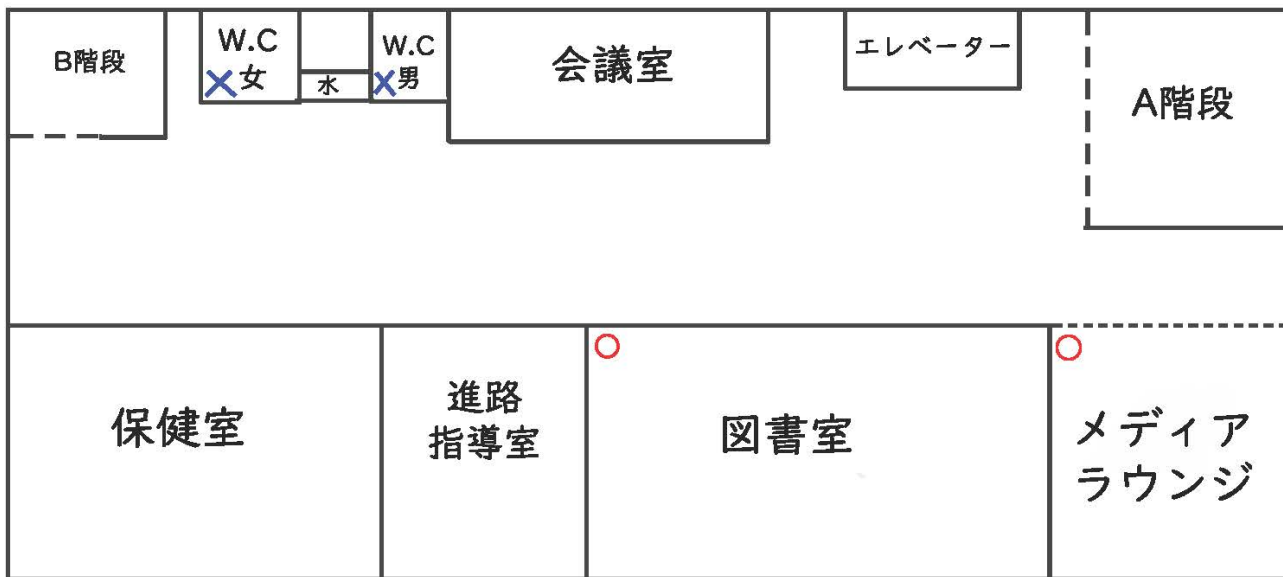 B階段
W.C
女
水
W.C
男
会議室
エレベーター
A階段
保健室
進路
指導室
図書室
メディア
ラウンジ